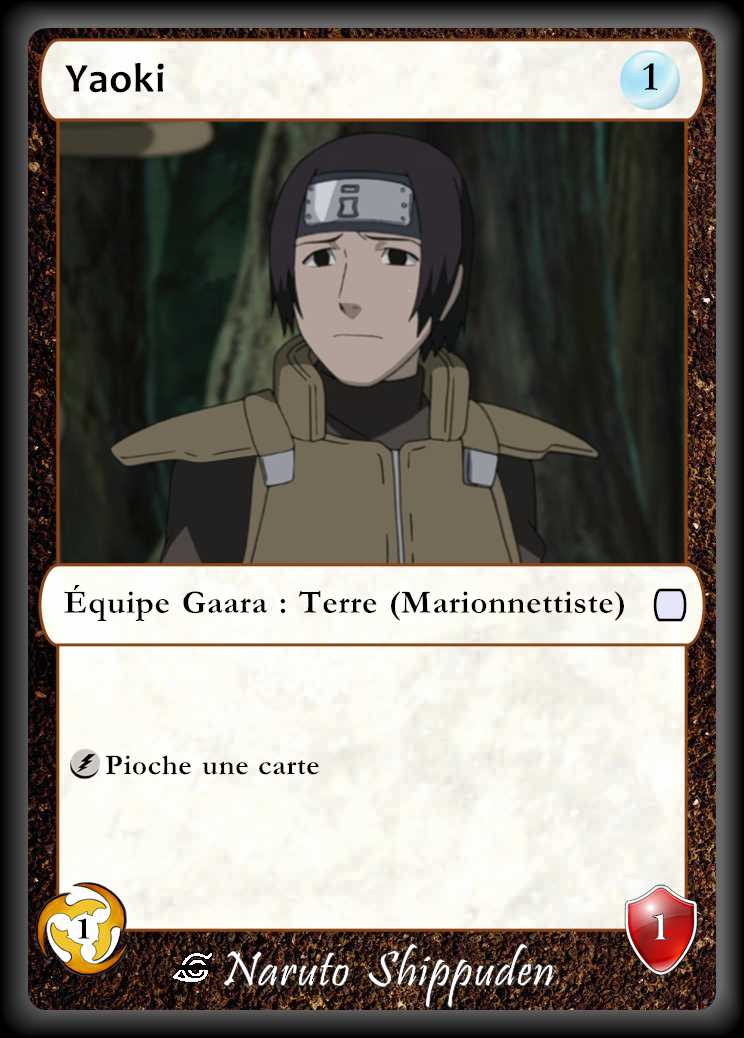 Yaoki
1
Équipe Gaara : Terre (Marionnettiste)
Pioche une carte
1
1
Naruto Shippuden